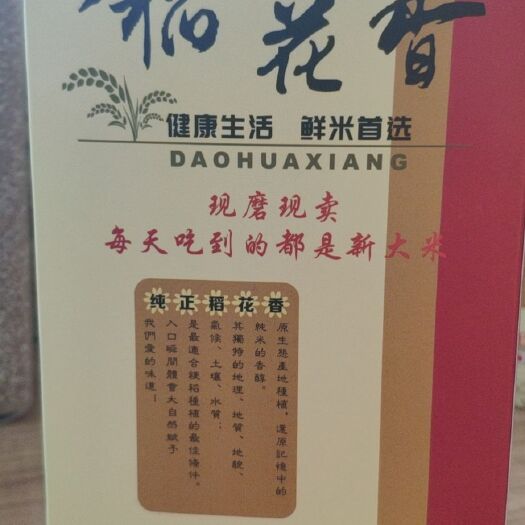 稻花香
健康生活 鲜米首选
DAOHUAXIANG
现磨现卖
每天吃到的都是新大米
纯正稻花香
原生态產地種植，還原記憶中的
純米的香醇。
其獨特的地理、地質、地貌、
氣候、土壤、水質；
是最適合粳稻種植的最佳條件。
入口瞬間體會大自然賦予
我們愛的味道！